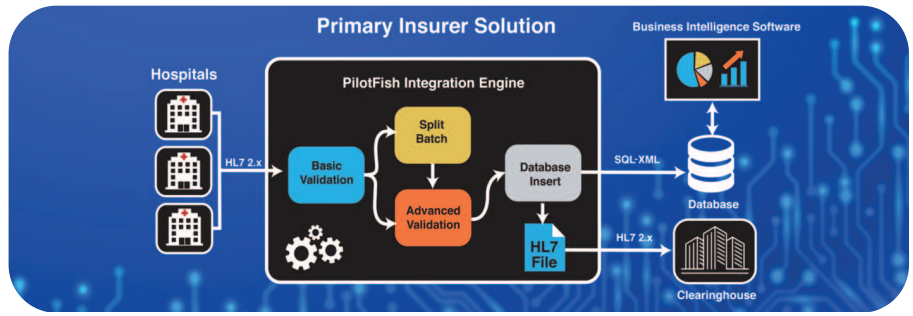 Primary Insurer Solution
Business Intelligence Software
Hospitals
PilotFish Integration Engine
HL7 2.x
Basic
Validation
Split
Batch
Advanced
Validation
Database
Insert
HL7
File
SQL-XML
Database
HL7 2.x
Clearinghouse